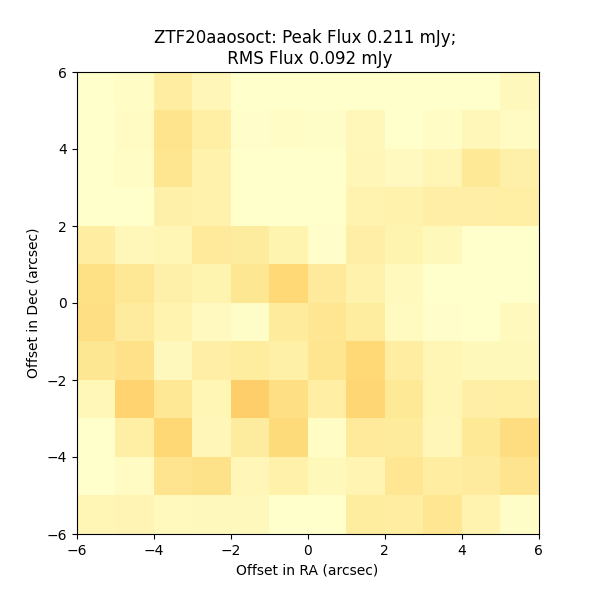 ZTF20aaosoct: Peak Flux 0.211 mJy;
RMS Flux 0.092 mJy
6
4
2
0
−2
−4
−6
Offset in Dec (arcsec)
−6 −4 −2 0 2 4 6
Offset in RA (arcsec)